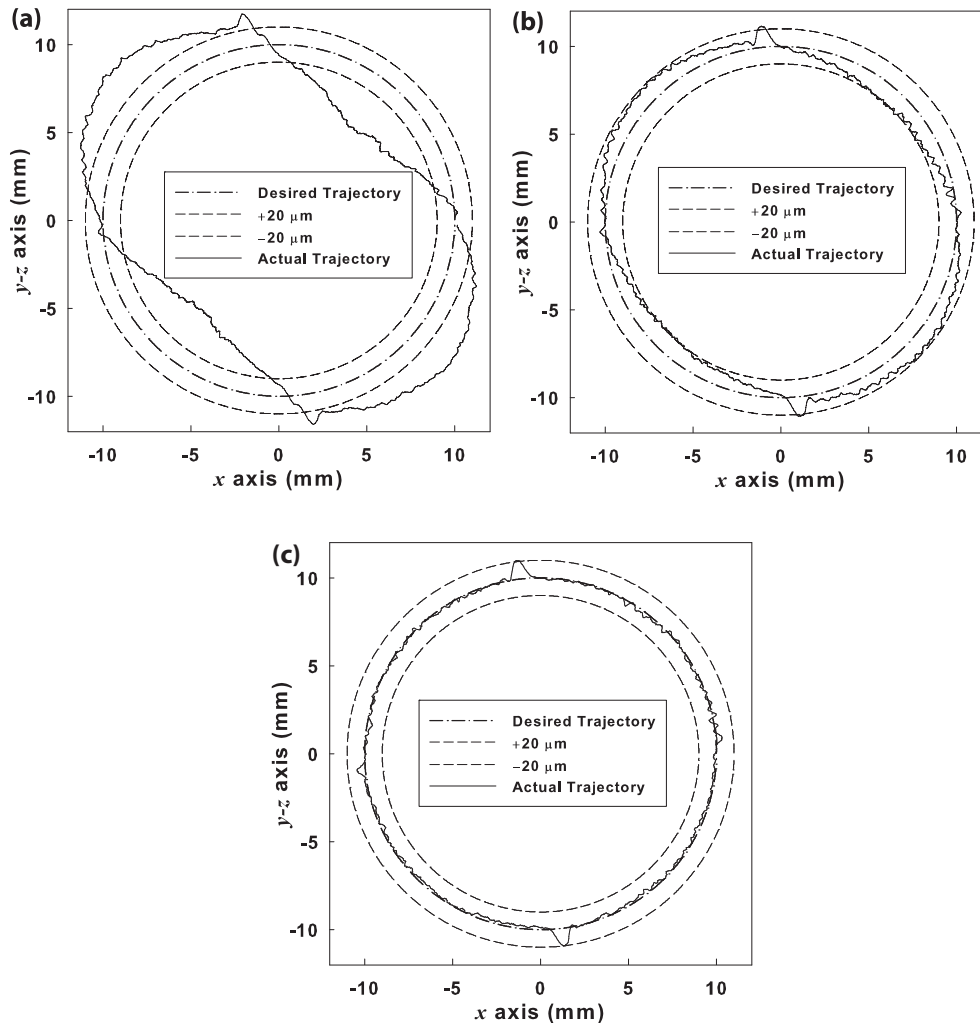 (a)
10
5
0
-5
-10
y-z axis (mm)
Desired Trajectory
+20 μm
−20 μm
Actual Trajectory
-10 -5 0 5 10
x axis (mm)
(b)
10
5
0
-5
-10
y-z axis (mm)
Desired Trajectory
+20 μm
−20 μm
Actual Trajectory
-10 -5 0 5 10
x axis (mm)
(c)
10
5
0
-5
-10
y-z axis (mm)
Desired Trajectory
+20 μm
−20 μm
Actual Trajectory
-10 -5 0 5 10
x axis (mm)